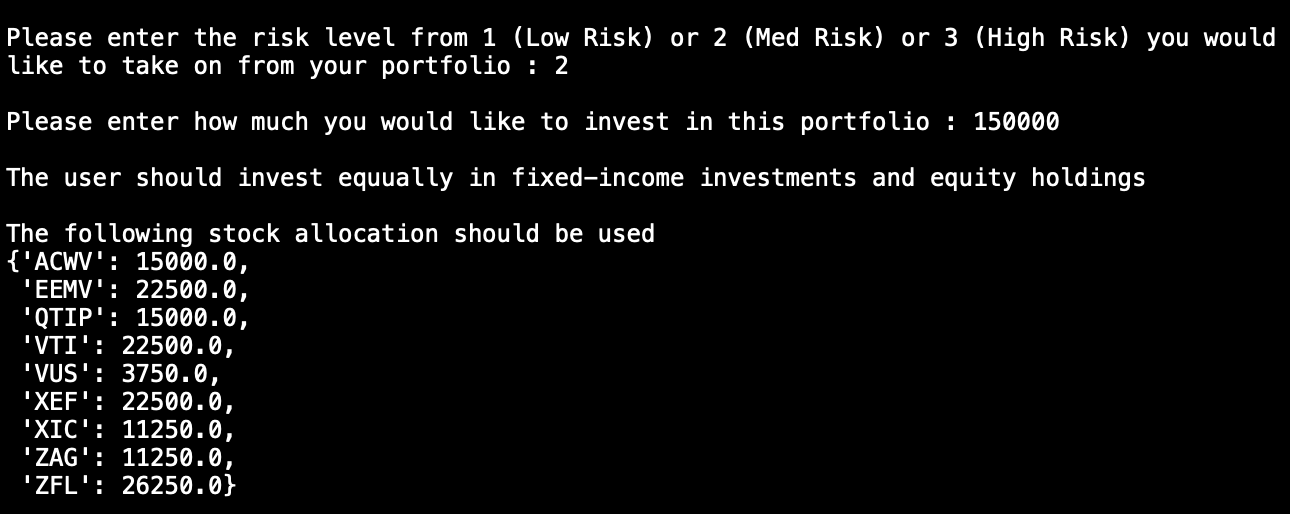 Please enter the risk level from 1 (Low Risk) or 2 (Med Risk) or 3 (High Risk) you would
like to take on from your portfolio : 2
Please enter how much you would like to invest in this portfolio : 150000
The user should invest equually in fixed-income investments and equity holdings
The following stock allocation should be used
{'ACWV': 15000.0,
 'EEMV': 22500.0,
 'QTIP': 15000.0,
 'VTI': 22500.0,
 'VUS': 3750.0,
 'XEF': 22500.0,
 'XIC': 11250.0,
 'ZAG': 11250.0,
 'ZFL': 26250.0}